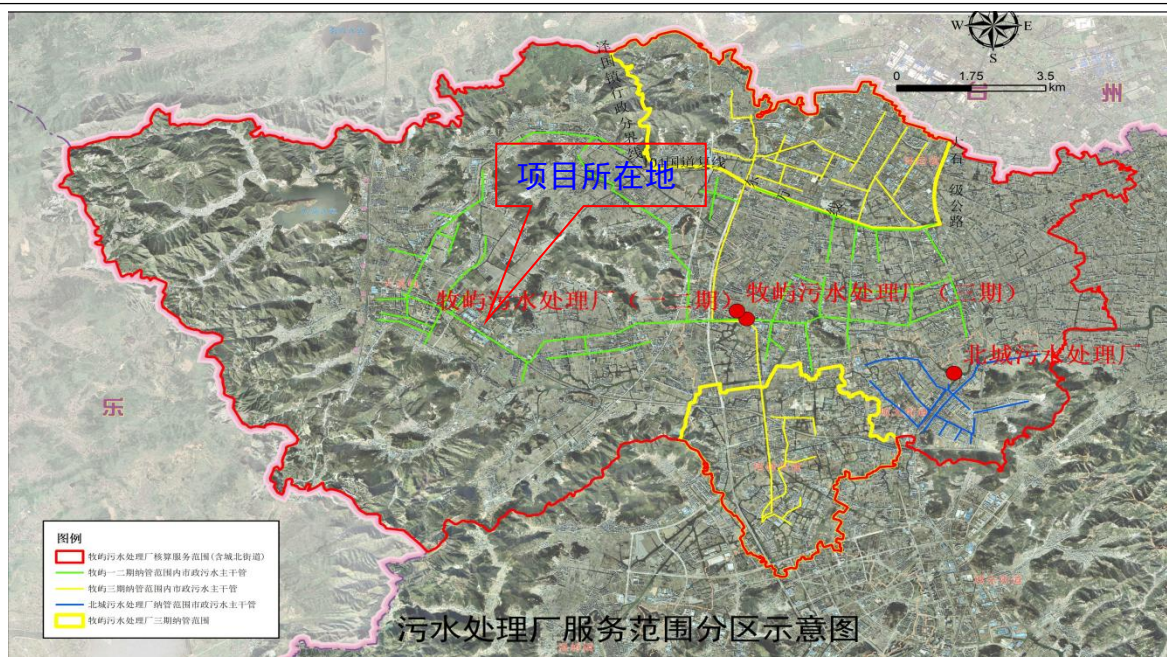 W
E
S
0
1.75
3.5
km
台 州
泽国镇行政分界线
大石一级公路
项目所在地
牧屿污水处理厂（一二期）
牧屿污水处理厂（三期）
北城污水处理厂
乐
图例
牧屿污水处理厂核算服务范围(含城北街道)
牧屿一二期纳管范围内市政污水主干管
牧屿三期纳管范围内市政污水主干管
北城污水处理厂纳管范围市政污水主干管
牧屿污水处理厂三期纳管范围
污水处理厂服务范围分区示意图